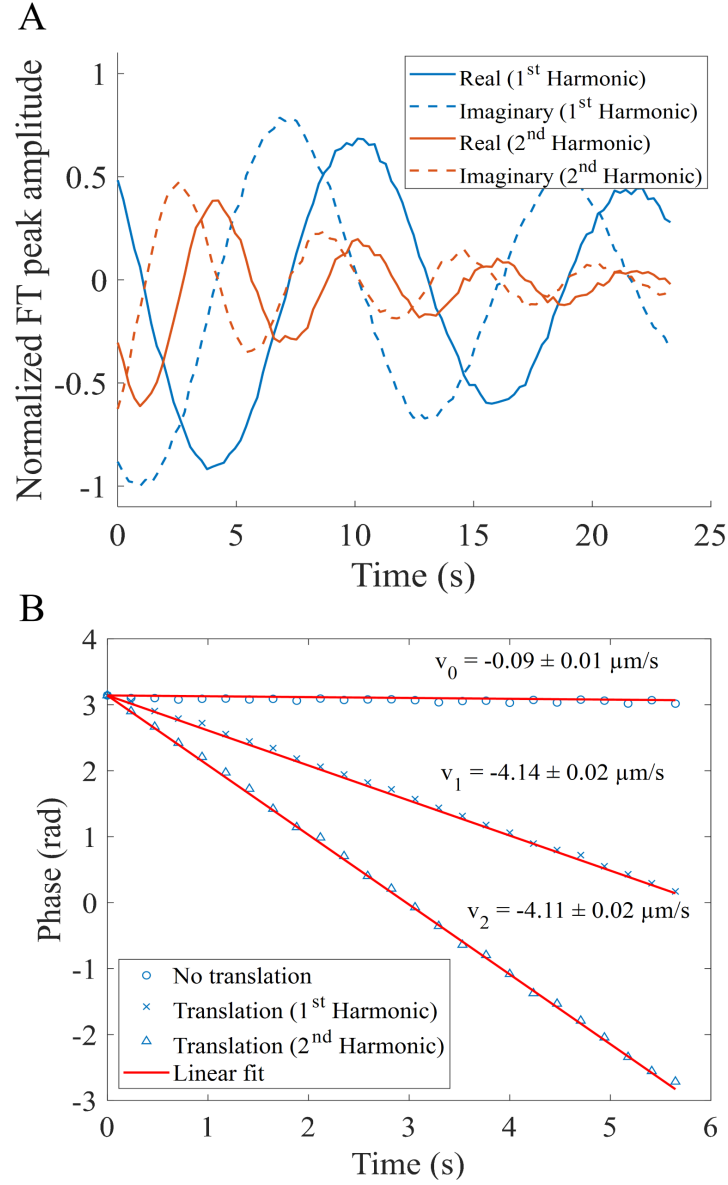 A
1
0.5
0
-0.5
-1
Normalized FT peak amplitude
Real (1st Harmonic)
Imaginary (1st Harmonic)
Real (2nd Harmonic)
Imaginary (2nd Harmonic)
0 5 10 15 20 25
Time (s)
B
4
3
2
1
0
-1
-2
-3
Phase (rad)
v0 = -0.09 ± 0.01 µm/s
v1 = -4.14 ± 0.02 µm/s
v2 = -4.11 ± 0.02 µm/s
No translation
Translation (1st Harmonic)
Translation (2nd Harmonic)
Linear fit
0 1 2 3 4 5 6
Time (s)